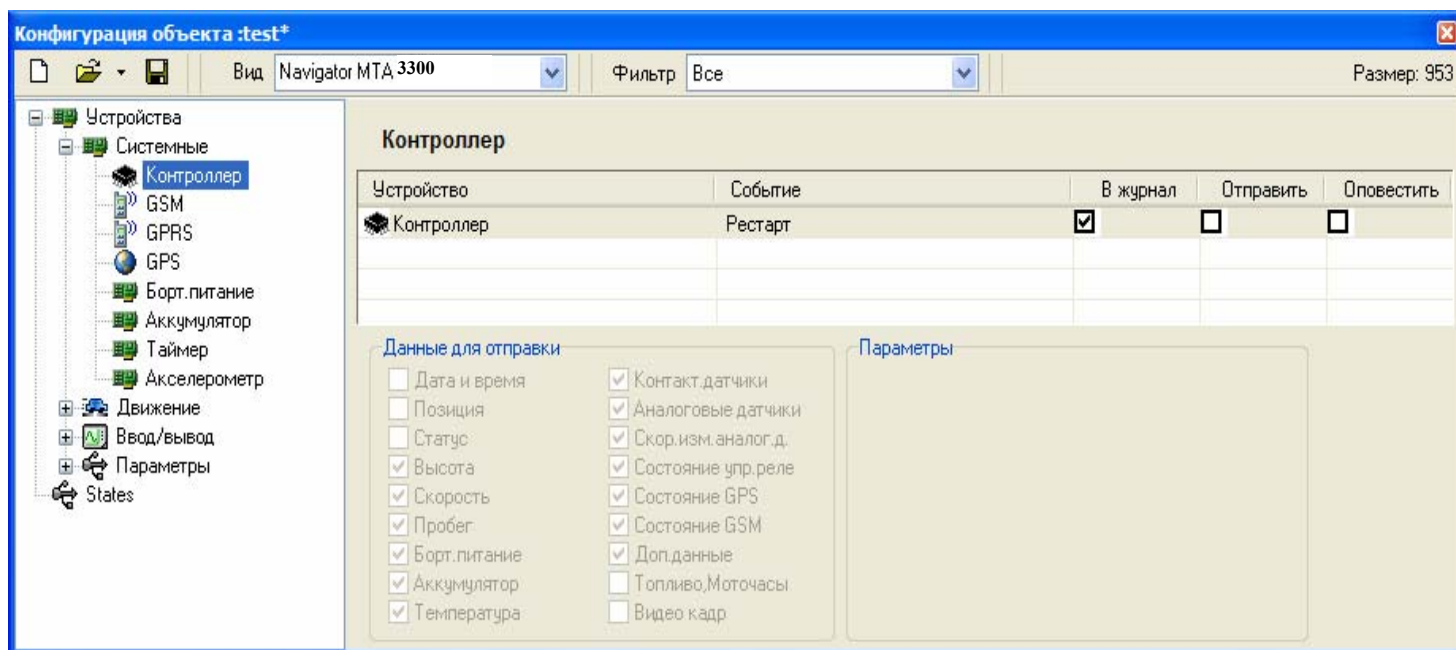 Конфигурация объекта :test*
Вид Navigator MTA 3300 Фильтр Все Размер: 953
Устройства
Системные
Контроллер
GSM
GPRS
GPS
Борт.питание
Аккумулятор
Таймер
Акселерометр
Движение
Ввод/вывод
Параметры
States
Контроллер
Устройство Событие В журнал Отправить Оповестить
Контроллер Рестарт
Данные для отправки
Дата и время
Позиция
Статус
Высота
Скорость
Пробег
Борт.питание
Аккумулятор
Температура
Контакт.датчики
Аналоговые датчики
Скор.изм.аналог.д.
Состояние упр.реле
Состояние GPS
Состояние GSM
Доп.данные
Топливо,Моточасы
Видео кадр
Параметры